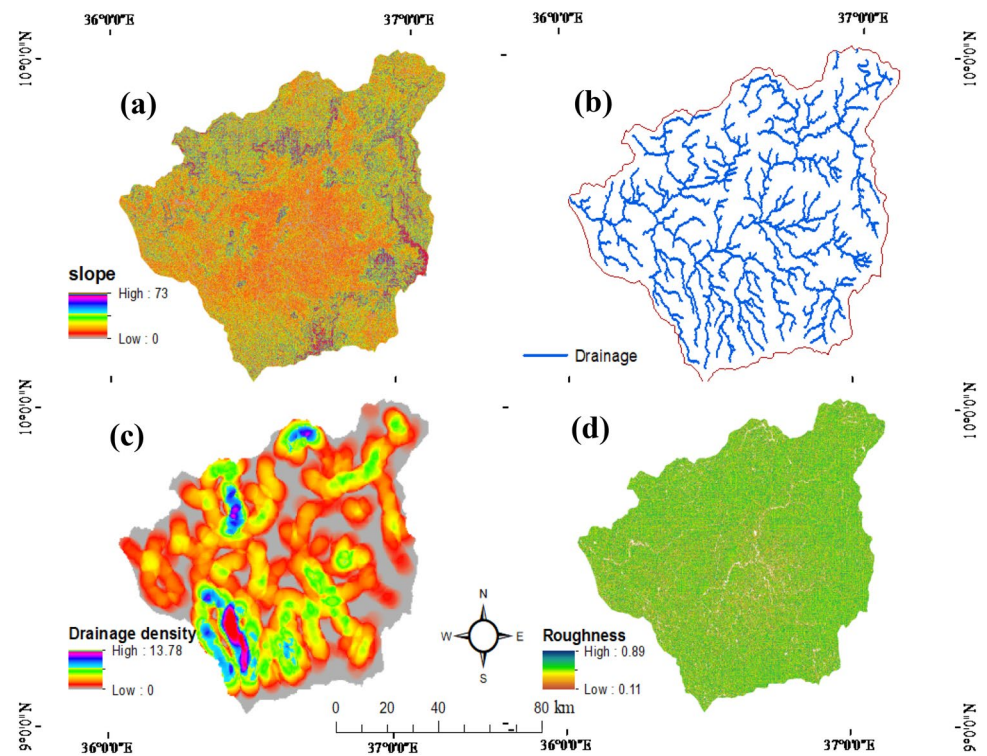 36°0'0"E 37°0'0"E 36°0'0"E 37°0'0"E
10°0'0"N 10°0'0"N
(a) (b)
slope
High : 73
Low : 0
Drainage
10°0'0"N 10°0'0"N
(c) (d)
Drainage density
High : 13.78
Low : 0
N
W E
S
Roughness
High : 0.89
Low : 0.11
0 20 40 80 km
9°0'0"N 9°0'0"N
36°0'0"E 37°0'0"E 36°0'0"E 37°0'0"E